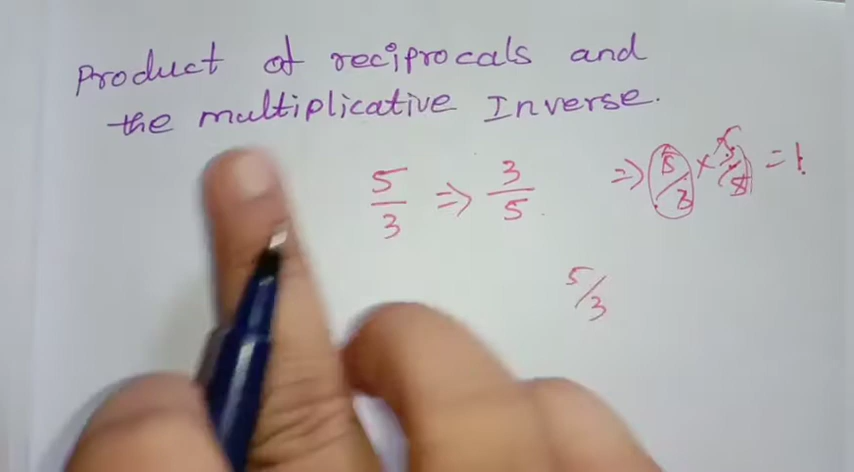 Product of reciprocals and
the multiplicative Inverse.
5/3 ⇒ 3/5 ⇒ 5/3 × 3/5 = 1
5/3